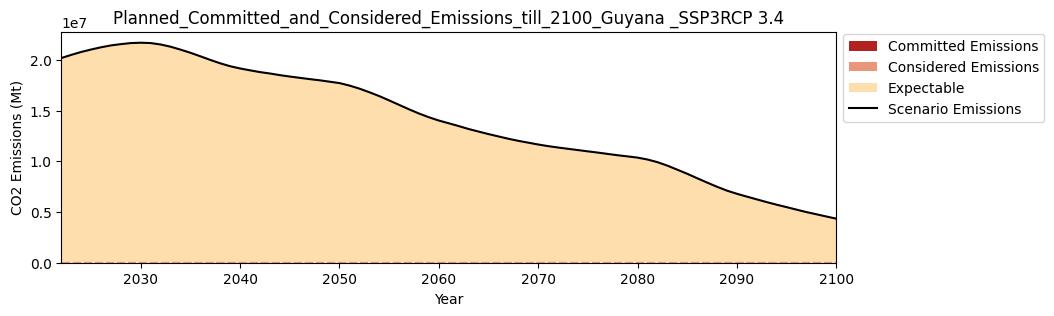 Planned_Committed_and_Considered_Emissions_till_2100_Guyana _SSP3RCP 3.4
1e7
2.0
1.5
1.0
0.5
0.0
CO2 Emissions (Mt)
2030 2040 2050 2060 2070 2080 2090 2100
Year
Committed Emissions
Considered Emissions
Expectable
Scenario Emissions